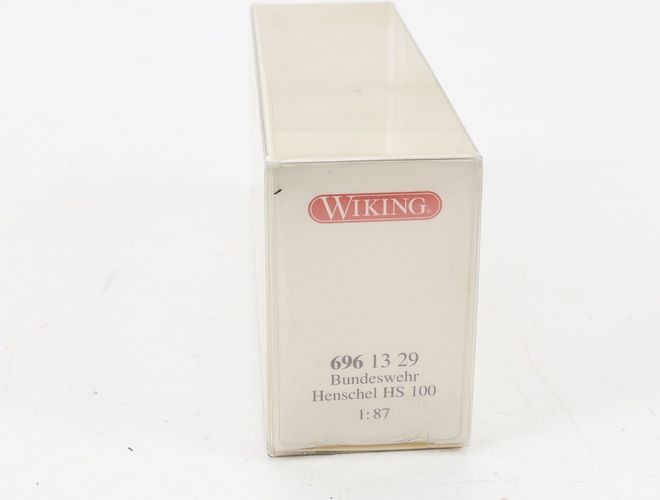 WIKING®
696 13 29
Bundeswehr
Henschel HS 100
1:87